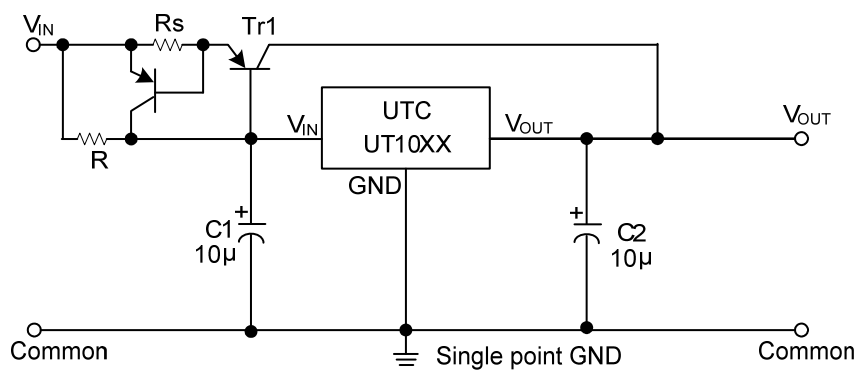 VIN
Rs
Tr1
R
VIN
UTC
UT10XX
VOUT
GND
VOUT
+
C1
10μ
+
C2
10μ
Common
Single point GND
Common